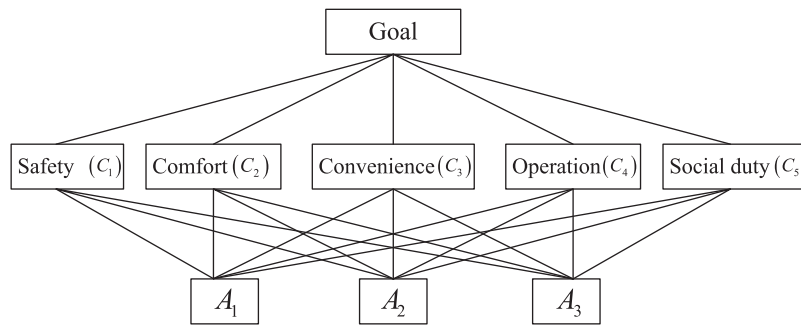 Goal
Safety (C₁)
Comfort (C₂)
Convenience (C₃)
Operation (C₄)
Social duty (C₅
A₁
A₂
A₃